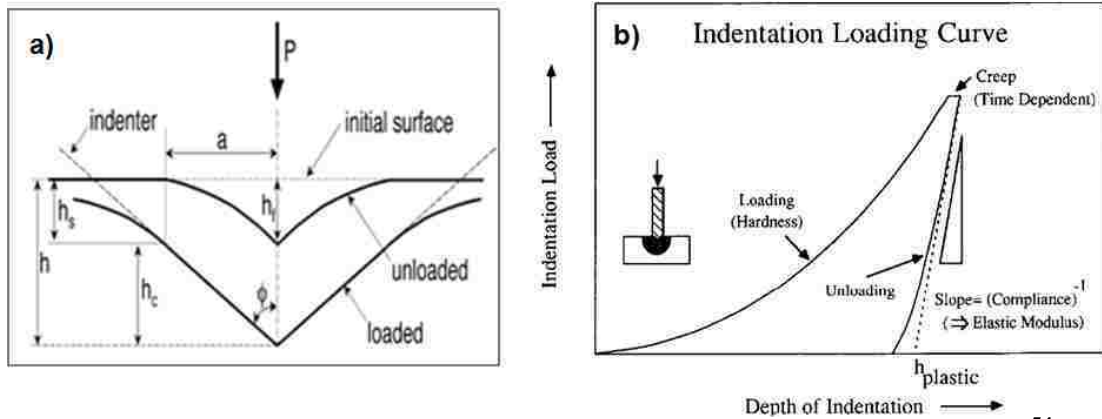 a)
P
indenter
a
initial surface
h_s
h_f
h
unloaded
h_c
ϕ
loaded
b)
Indentation Loading Curve
Creep
(Time Dependent)
Indentation Load
Loading
(Hardness)
Unloading
Slope= (Compliance)^-1
(⇒ Elastic Modulus)
h_plastic
Depth of Indentation